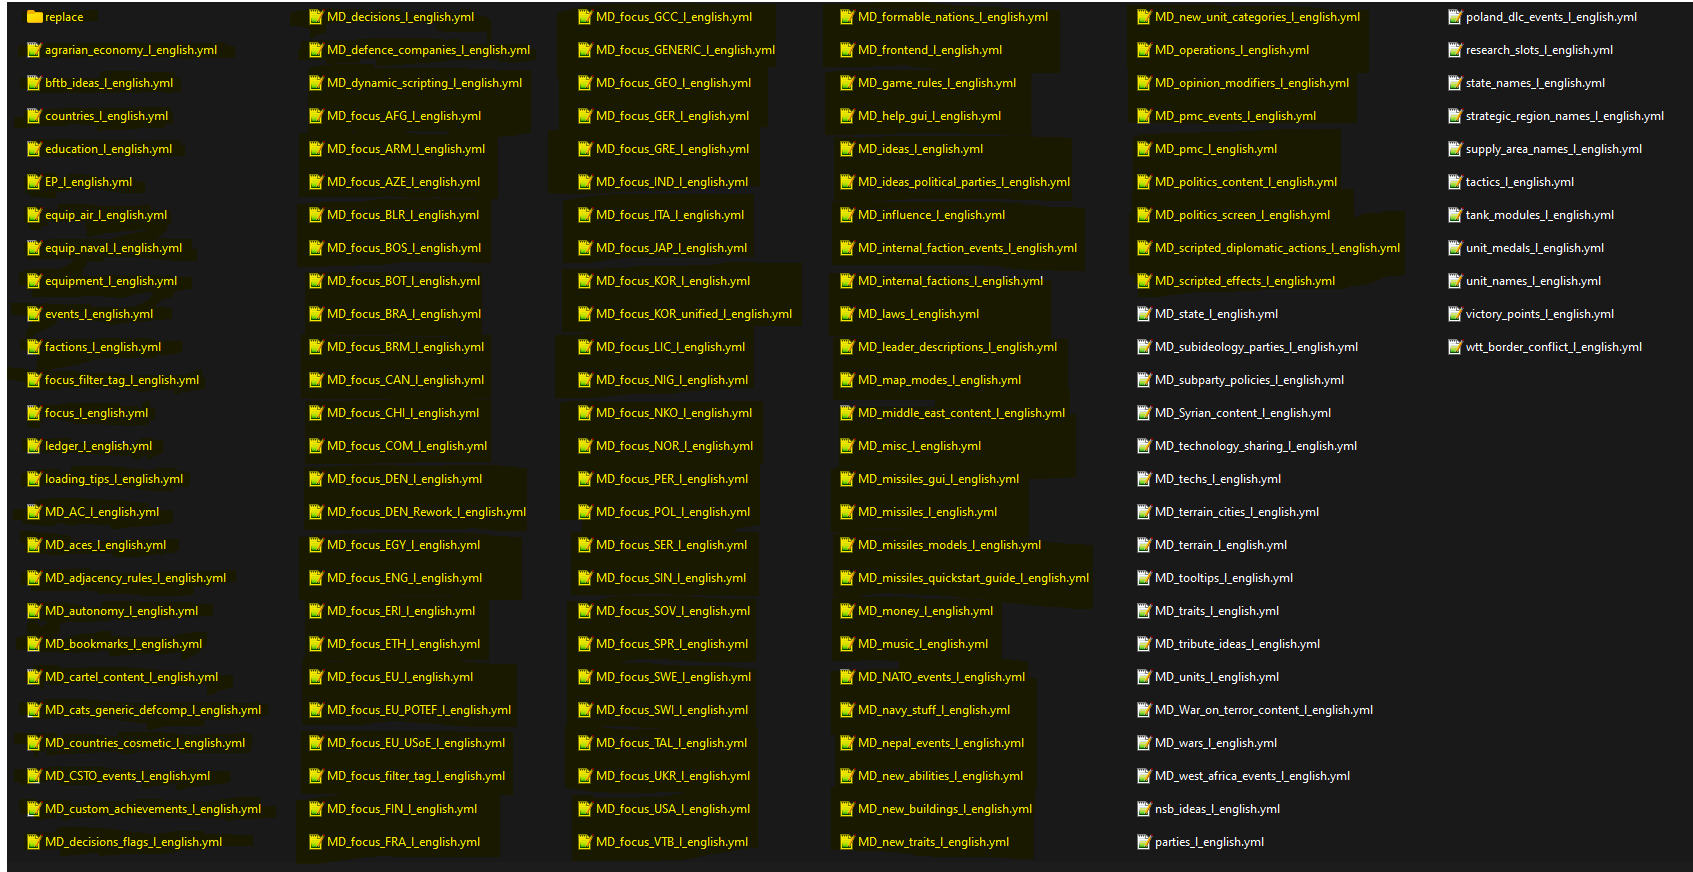 replace
agrarian_economy_l_english.yml
bftb_ideas_l_english.yml
countries_l_english.yml
education_l_english.yml
EP_l_english.yml
equip_air_l_english.yml
equip_naval_l_english.yml
equipment_l_english.yml
events_l_english.yml
factions_l_english.yml
focus_filter_tag_l_english.yml
focus_l_english.yml
ledger_l_english.yml
loading_tips_l_english.yml
MD_AC_l_english.yml
MD_aces_l_english.yml
MD_adjacency_rules_l_english.yml
MD_autonomy_l_english.yml
MD_bookmarks_l_english.yml
MD_cartel_content_l_english.yml
MD_cats_generic_defcomp_l_english.yml
MD_countries_cosmetic_l_english.yml
MD_CSTO_events_l_english.yml
MD_custom_achievements_l_english.yml
MD_decisions_flags_l_english.yml
MD_decisions_l_english.yml
MD_defence_companies_l_english.yml
MD_dynamic_scripting_l_english.yml
MD_focus_AFG_l_english.yml
MD_focus_ARM_l_english.yml
MD_focus_AZE_l_english.yml
MD_focus_BLR_l_english.yml
MD_focus_BOS_l_english.yml
MD_focus_BOT_l_english.yml
MD_focus_BRA_l_english.yml
MD_focus_BRM_l_english.yml
MD_focus_CAN_l_english.yml
MD_focus_CHI_l_english.yml
MD_focus_COM_l_english.yml
MD_focus_DEN_l_english.yml
MD_focus_DEN_Rework_l_english.yml
MD_focus_EGY_l_english.yml
MD_focus_ENG_l_english.yml
MD_focus_ERI_l_english.yml
MD_focus_ETH_l_english.yml
MD_focus_EU_l_english.yml
MD_focus_EU_POTEF_l_english.yml
MD_focus_EU_USoE_l_english.yml
MD_focus_filter_tag_l_english.yml
MD_focus_FIN_l_english.yml
MD_focus_FRA_l_english.yml
MD_focus_GCC_l_english.yml
MD_focus_GENERIC_l_english.yml
MD_focus_GEO_l_english.yml
MD_focus_GER_l_english.yml
MD_focus_GRE_l_english.yml
MD_focus_IND_l_english.yml
MD_focus_ITA_l_english.yml
MD_focus_JAP_l_english.yml
MD_focus_KOR_l_english.yml
MD_focus_KOR_unified_l_english.yml
MD_focus_LIC_l_english.yml
MD_focus_NIG_l_english.yml
MD_focus_NKO_l_english.yml
MD_focus_NOR_l_english.yml
MD_focus_PER_l_english.yml
MD_focus_POL_l_english.yml
MD_focus_SER_l_english.yml
MD_focus_SIN_l_english.yml
MD_focus_SOV_l_english.yml
MD_focus_SPR_l_english.yml
MD_focus_SWE_l_english.yml
MD_focus_SWI_l_english.yml
MD_focus_TAL_l_english.yml
MD_focus_UKR_l_english.yml
MD_focus_USA_l_english.yml
MD_focus_VTB_l_english.yml
MD_formable_nations_l_english.yml
MD_frontend_l_english.yml
MD_game_rules_l_english.yml
MD_help_gui_l_english.yml
MD_ideas_l_english.yml
MD_ideas_political_parties_l_english.yml
MD_influence_l_english.yml
MD_internal_faction_events_l_english.yml
MD_internal_factions_l_english.yml
MD_laws_l_english.yml
MD_leader_descriptions_l_english.yml
MD_map_modes_l_english.yml
MD_middle_east_content_l_english.yml
MD_misc_l_english.yml
MD_missiles_gui_l_english.yml
MD_missiles_l_english.yml
MD_missiles_models_l_english.yml
MD_missiles_quickstart_guide_l_english.yml
MD_money_l_english.yml
MD_music_l_english.yml
MD_NATO_events_l_english.yml
MD_navy_stuff_l_english.yml
MD_nepal_events_l_english.yml
MD_new_abilities_l_english.yml
MD_new_buildings_l_english.yml
MD_new_traits_l_english.yml
MD_new_unit_categories_l_english.yml
MD_operations_l_english.yml
MD_opinion_modifiers_l_english.yml
MD_pmc_events_l_english.yml
MD_pmc_l_english.yml
MD_politics_content_l_english.yml
MD_politics_screen_l_english.yml
MD_scripted_diplomatic_actions_l_english.yml
MD_scripted_effects_l_english.yml
MD_state_l_english.yml
MD_subideology_parties_l_english.yml
MD_subparty_policies_l_english.yml
MD_Syrian_content_l_english.yml
MD_technology_sharing_l_english.yml
MD_techs_l_english.yml
MD_terrain_cities_l_english.yml
MD_terrain_l_english.yml
MD_tooltips_l_english.yml
MD_traits_l_english.yml
MD_tribute_ideas_l_english.yml
MD_units_l_english.yml
MD_War_on_terror_content_l_english.yml
MD_wars_l_english.yml
MD_west_africa_events_l_english.yml
nsb_ideas_l_english.yml
parties_l_english.yml
poland_dlc_events_l_english.yml
research_slots_l_english.yml
state_names_l_english.yml
strategic_region_names_l_english.yml
supply_area_names_l_english.yml
tactics_l_english.yml
tank_modules_l_english.yml
unit_medals_l_english.yml
unit_names_l_english.yml
victory_points_l_english.yml
wtt_border_conflict_l_english.yml